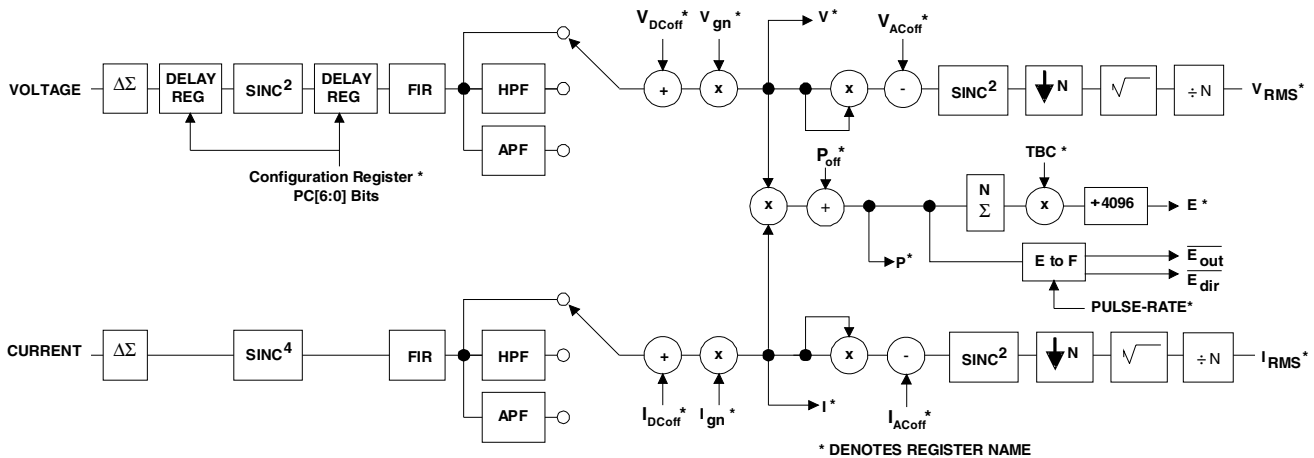 V_DCoff* V_gn* V* V_ACoff*
VOLTAGE ΔΣ DELAY REG SINC² DELAY REG FIR HPF + x x - SINC² N √ ÷N V_RMS*
APF
Configuration Register *
PC[6:0] Bits
P_off* TBC*
x + N Σ x +4096 E*
P* E to F E_out
E_dir
PULSE-RATE*
CURRENT ΔΣ SINC⁴ FIR HPF + x x - SINC² N √ ÷N I_RMS*
APF
I_DCoff* I_gn* I* I_ACoff*
* DENOTES REGISTER NAME